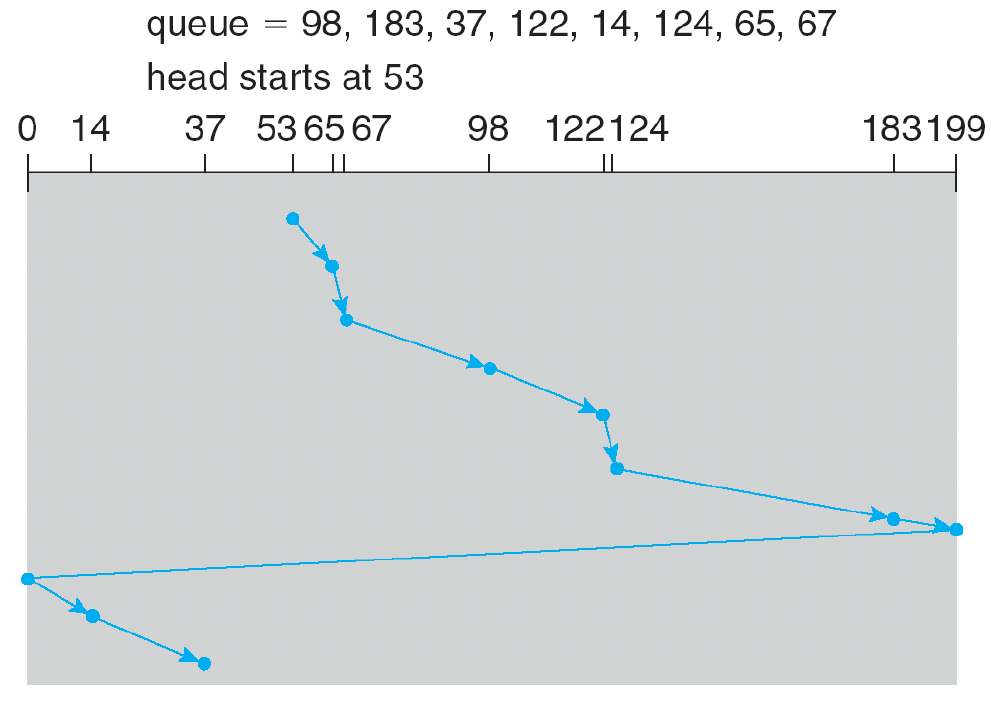 queue = 98, 183, 37, 122, 14, 124, 65, 67
head starts at 53
0 14 37 53 65 67 98 122 124 183 199